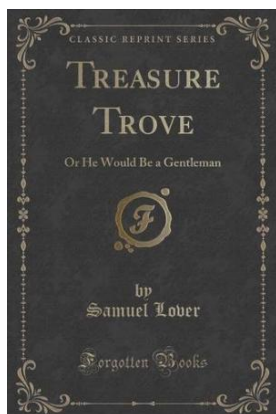 CLASSIC REPRINT SERIES
TREASURE
TROVE
Or He Would Be a Gentleman
F
by
Samuel Lover
Forgotten Books